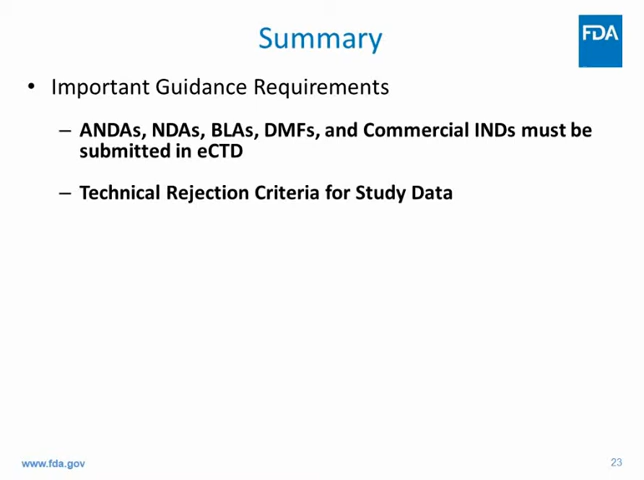 Summary
FDA
• Important Guidance Requirements
– ANDAs, NDAs, BLAs, DMFs, and Commercial INDs must be
submitted in eCTD
– Technical Rejection Criteria for Study Data
www.fda.gov
23